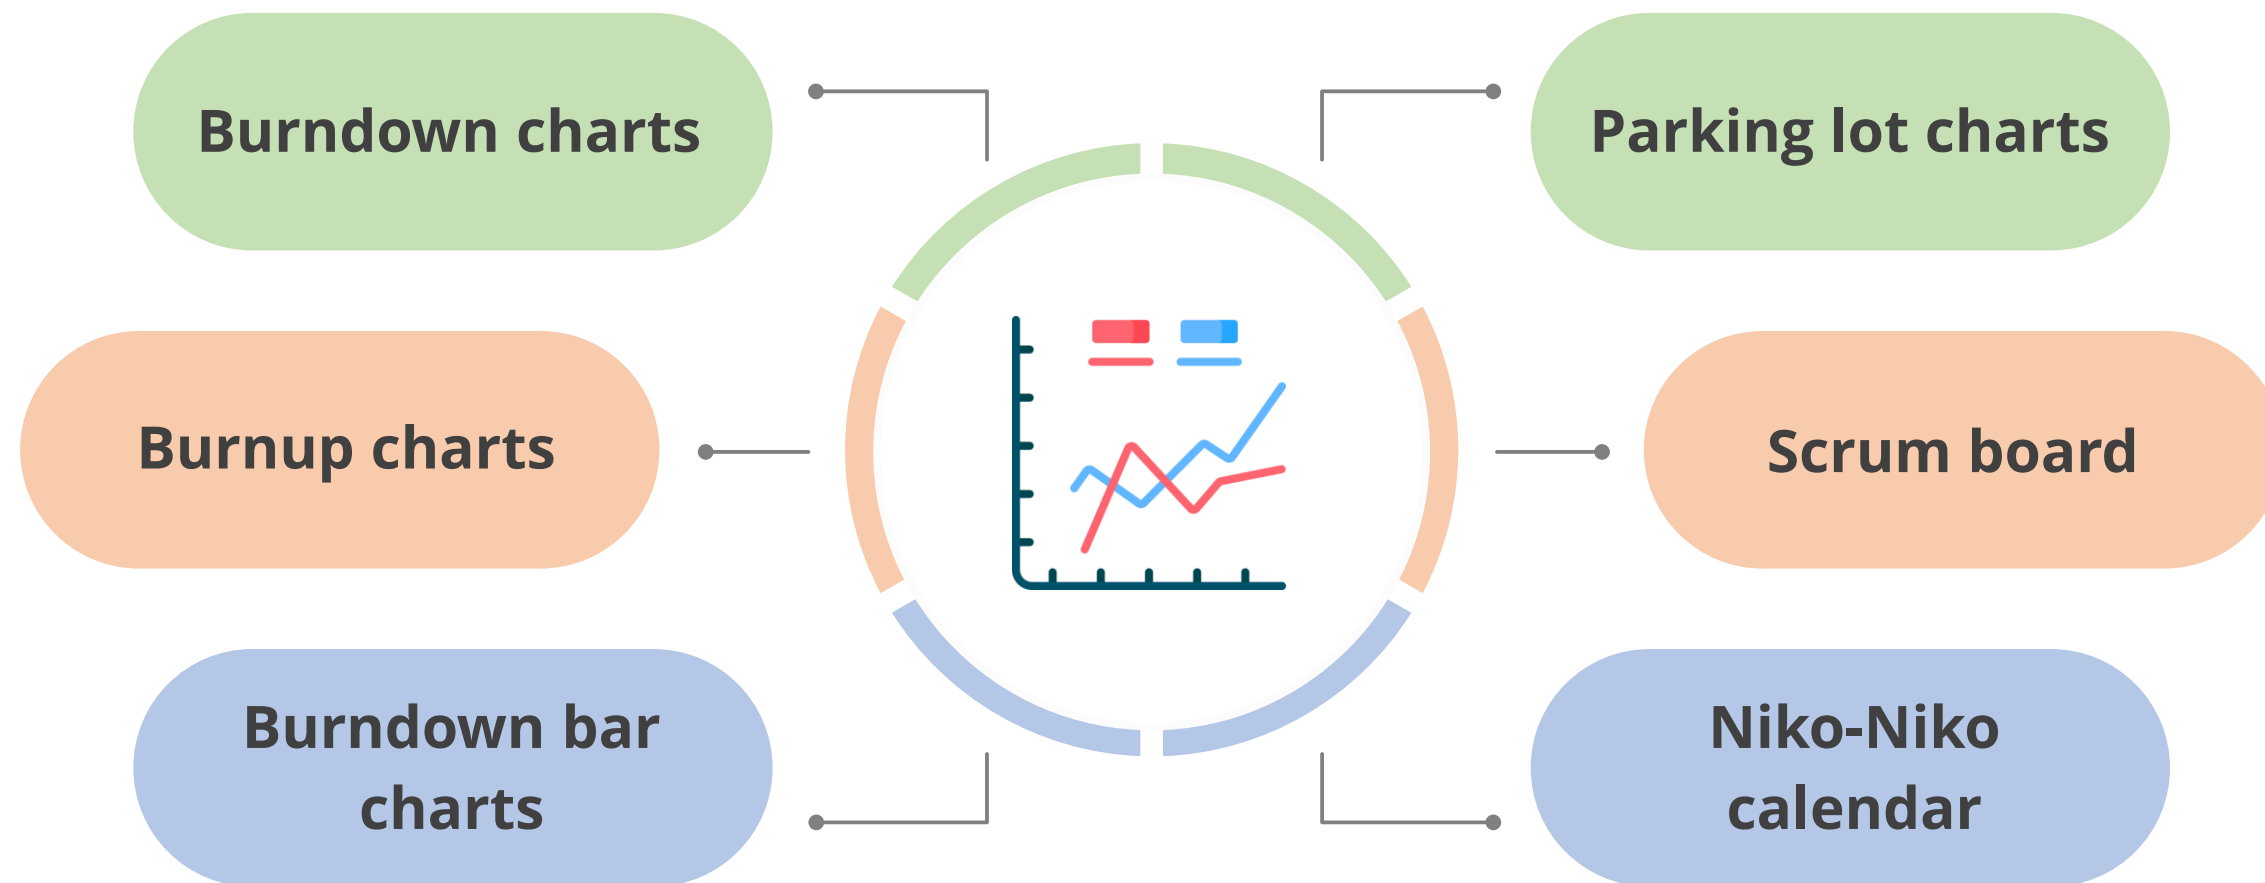 Burndown charts
Parking lot charts
Burnup charts
Scrum board
Burndown bar
charts
Niko-Niko
calendar